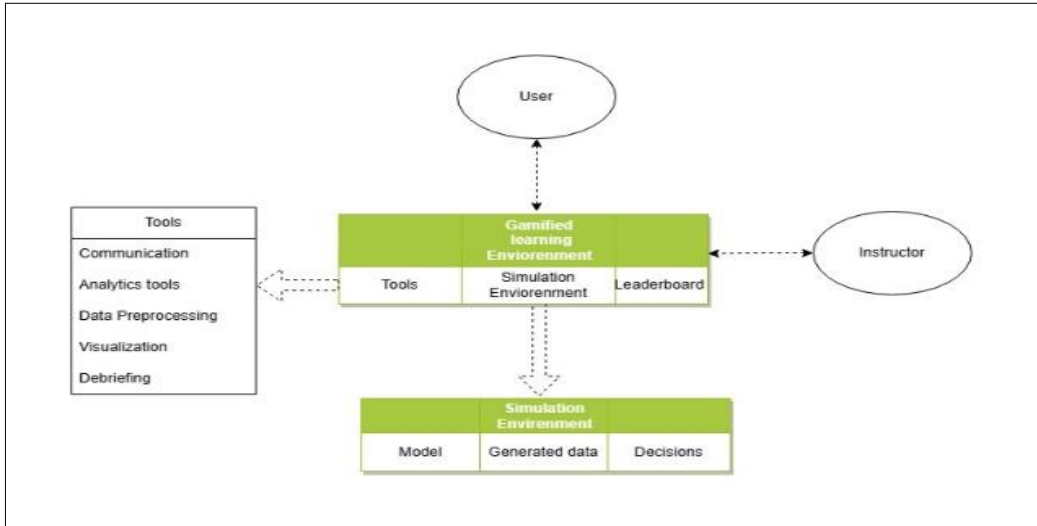 User
Gamified
learning
Enviorenment
Tools
Simulation
Enviorenment
Leaderboard
Instructor
Tools
Communication
Analytics tools
Data Preprocessing
Visualization
Debriefing
Simulation
Envirenment
Model
Generated data
Decisions